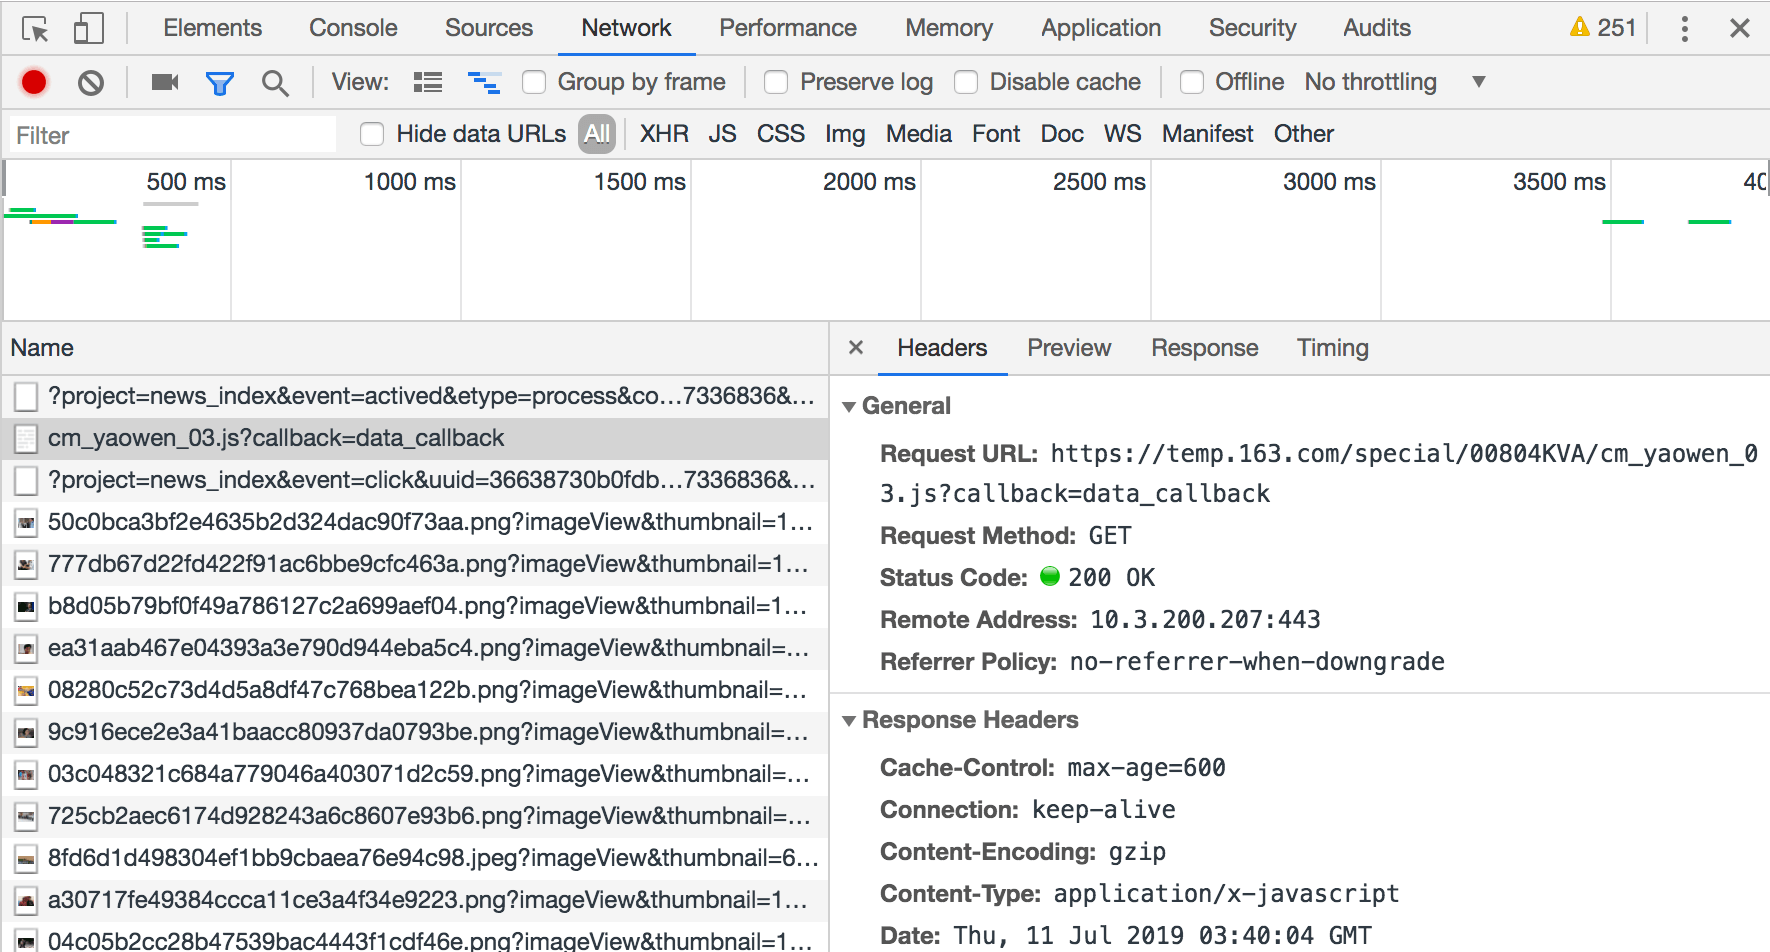 Elements Console Sources Network Performance Memory Application Security Audits 251
View: Group by frame Preserve log Disable cache Offline No throttling
Filter Hide data URLs All XHR JS CSS Img Media Font Doc WS Manifest Other
500 ms 1000 ms 1500 ms 2000 ms 2500 ms 3000 ms 3500 ms
Name
?project=news_index&event=actived&etype=process&co…7336836&…
cm_yaowen_03.js?callback=data_callback
?project=news_index&event=click&uuid=36638730b0fdb…7336836&…
50c0bca3bf2e4635b2d324dac90f73aa.png?imageView&thumbnail=1…
777db67d22fd422f91ac6bbe9cfc463a.png?imageView&thumbnail=1…
b8d05b79bf0f49a786127c2a699aef04.png?imageView&thumbnail=1…
ea31aab467e04393a3e790d944eba5c4.png?imageView&thumbnail=…
08280c52c73d4d5a8df47c768bea122b.png?imageView&thumbnail=…
9c916ece2e3a41baacc80937da0793be.png?imageView&thumbnail=…
03c048321c684a779046a403071d2c59.png?imageView&thumbnail=…
725cb2aec6174d928243a6c8607e93b6.png?imageView&thumbnail=…
8fd6d1d498304ef1bb9cbaea76e94c98.jpeg?imageView&thumbnail=6…
a30717fe49384ccca11ce3a4f34e9223.png?imageView&thumbnail=1…
04c05b2cc28b47539bac4443f1cdf46e.png?imageView&thumbnail=1…
Headers Preview Response Timing
General
Request URL: https://temp.163.com/special/00804KVA/cm_yaowen_0
3.js?callback=data_callback
Request Method: GET
Status Code: 200 OK
Remote Address: 10.3.200.207:443
Referrer Policy: no-referrer-when-downgrade
Response Headers
Cache-Control: max-age=600
Connection: keep-alive
Content-Encoding: gzip
Content-Type: application/x-javascript
Date: Thu, 11 Jul 2019 03:40:04 GMT